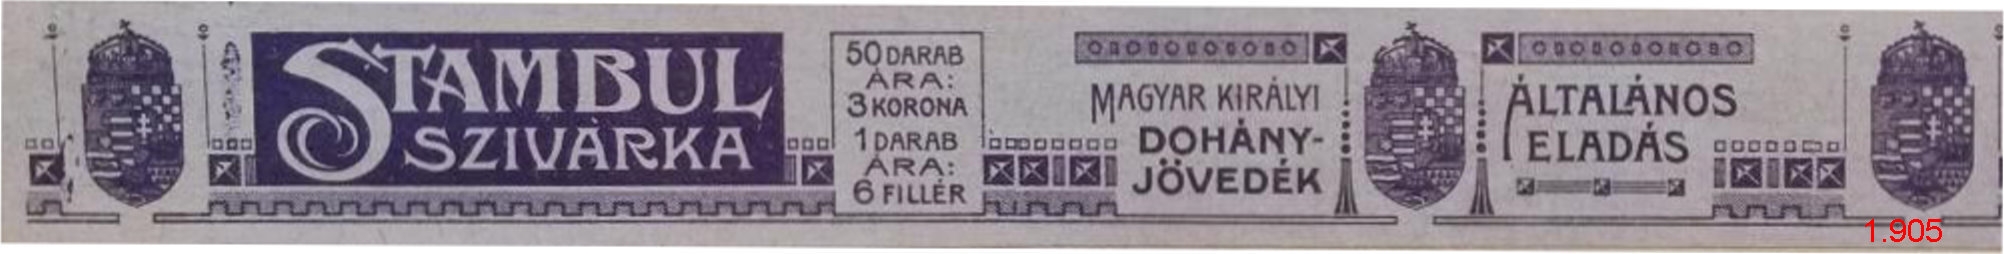 STAMBUL
SZIVARKA
50 DARAB
ÁRA:
3 KORONA
1 DARAB
ÁRA:
6 FILLÉR
MAGYAR KIRÁLYI
DOHÁNY-
JÖVEDÉK
ÁLTALÁNOS
ELADÁS
1.905